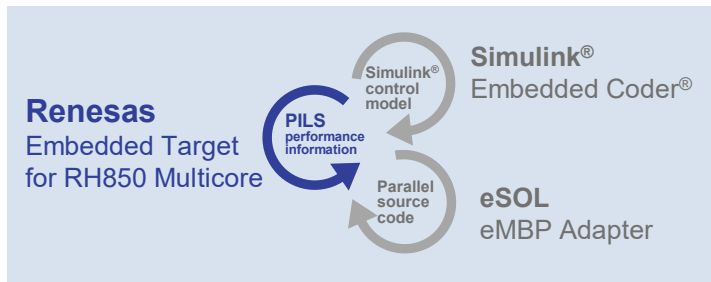 Renesas
Embedded Target
for RH850 Multicore
PILS
performance
information
Simulink®
control
model
Simulink®
Embedded Coder®
Parallel
source
code
eSOL
eMBP Adapter